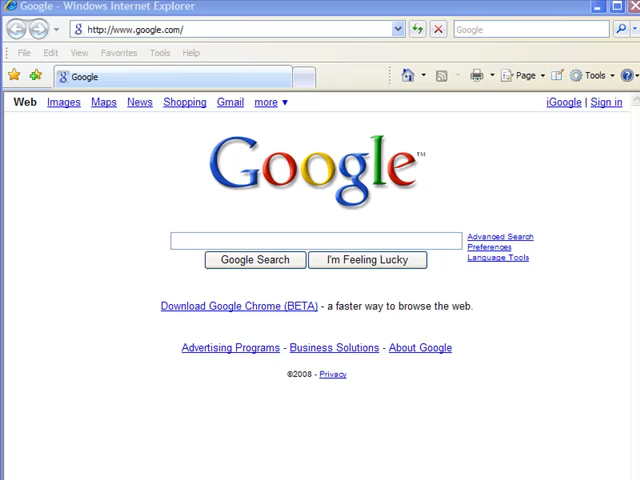 Google - Windows Internet Explorer
http://www.google.com/ Google
File Edit View Favorites Tools Help
Google Page Tools
Web Images Maps News Shopping Gmail more ▼ iGoogle | Sign in
Google™
Advanced Search
Preferences
Language Tools
Google Search I'm Feeling Lucky
Download Google Chrome (BETA) - a faster way to browse the web.
Advertising Programs - Business Solutions - About Google
©2008 - Privacy